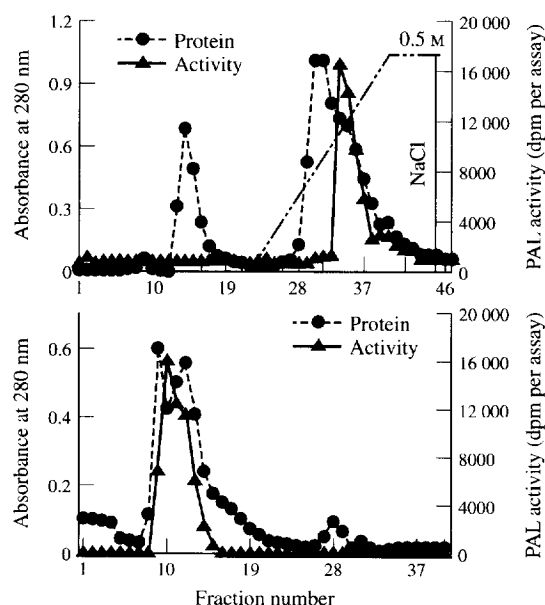 1.2
0.9
0.6
0.3
0
Absorbance at 280 nm
Protein
Activity
0.5 M
NaCl
20 000
16 000
12 000
8000
4000
0
PAL activity (dpm per assay)
1 10 19 28 37 46
0.6
0.4
0.2
0
Absorbance at 280 nm
Protein
Activity
20 000
16 000
12 000
8000
4000
0
PAL activity (dpm per assay)
1 10 19 28 37
Fraction number